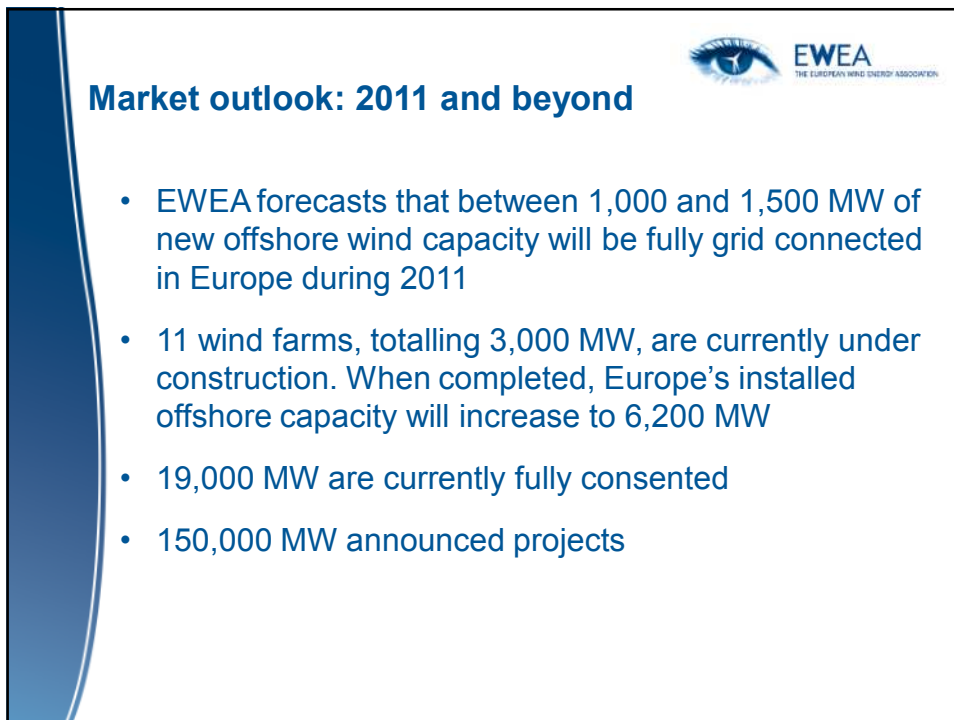 EWEA
THE EUROPEAN WIND ENERGY ASSOCIATION
Market outlook: 2011 and beyond
• EWEA forecasts that between 1,000 and 1,500 MW of
new offshore wind capacity will be fully grid connected
in Europe during 2011
• 11 wind farms, totalling 3,000 MW, are currently under
construction. When completed, Europe’s installed
offshore capacity will increase to 6,200 MW
• 19,000 MW are currently fully consented
• 150,000 MW announced projects